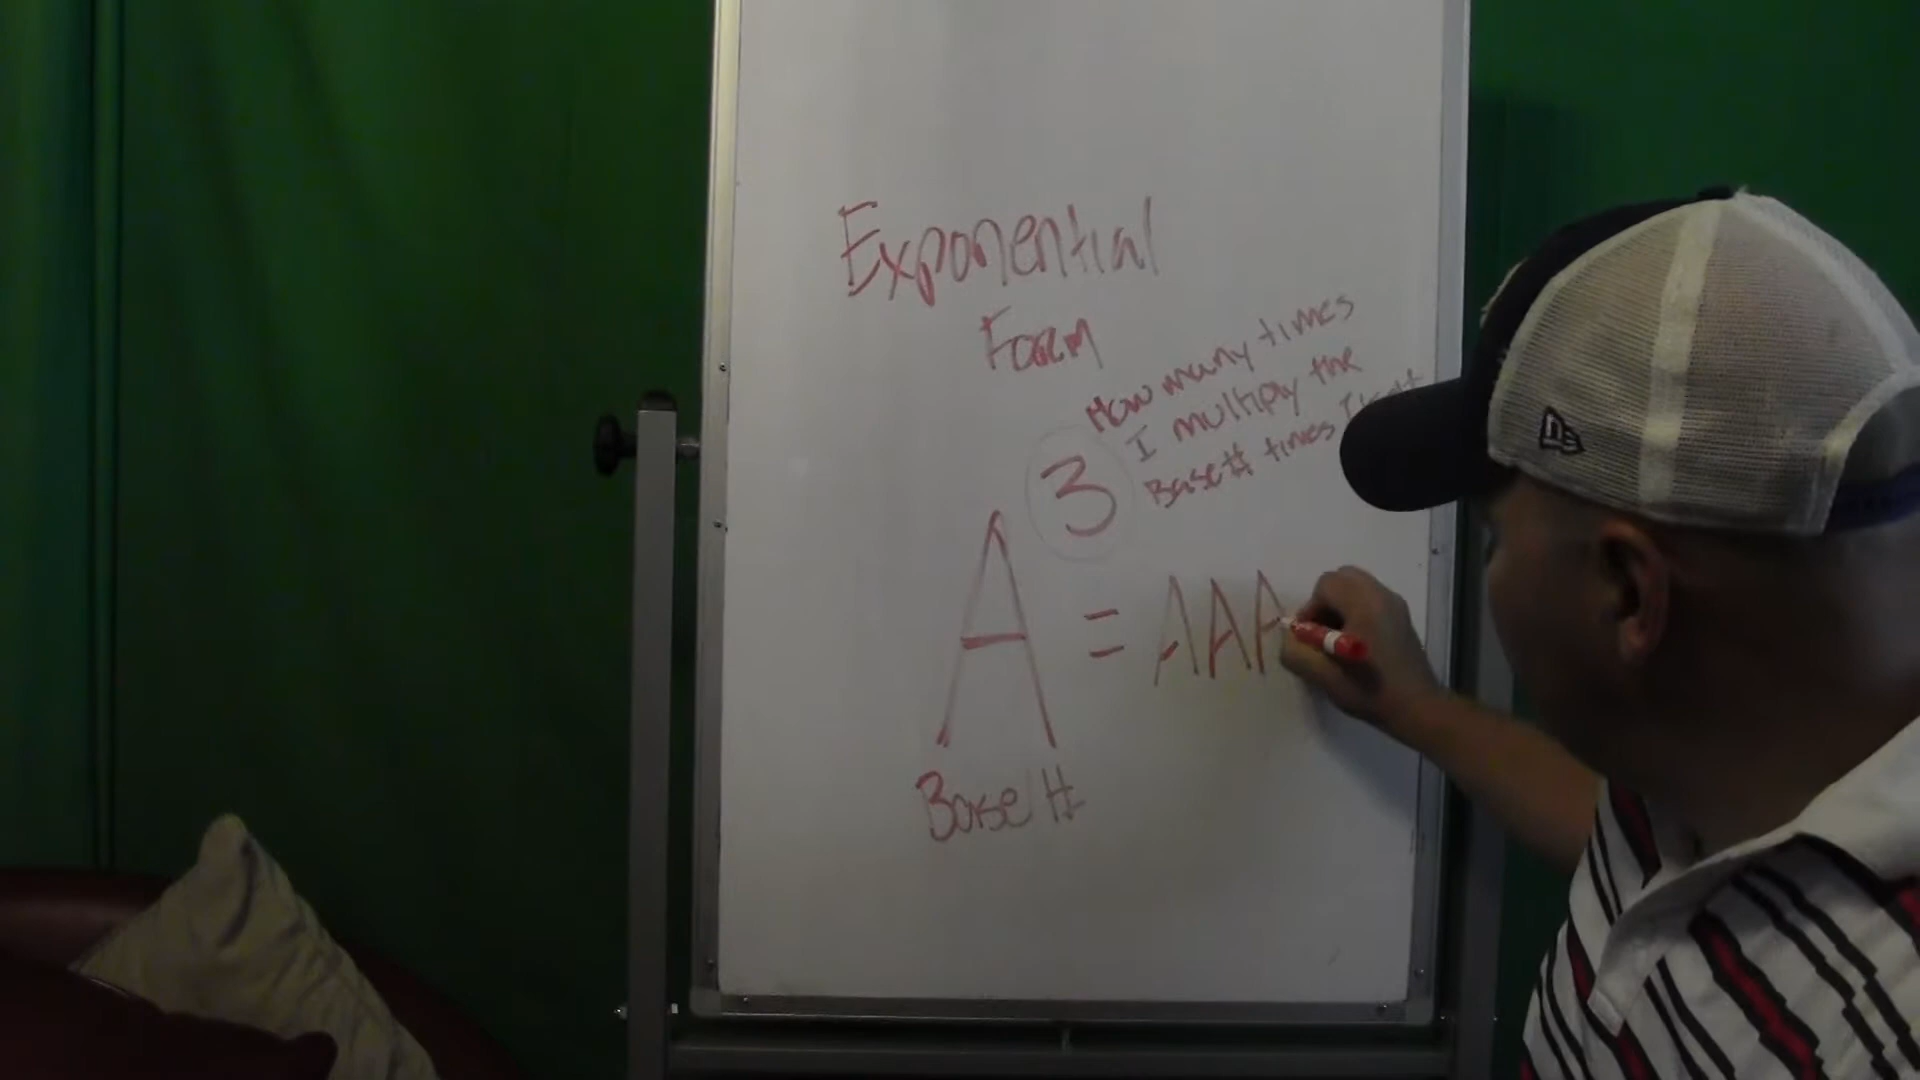 Exponential
Form
How many times
I multiply the
Base # times
3
A = AAA
Base #